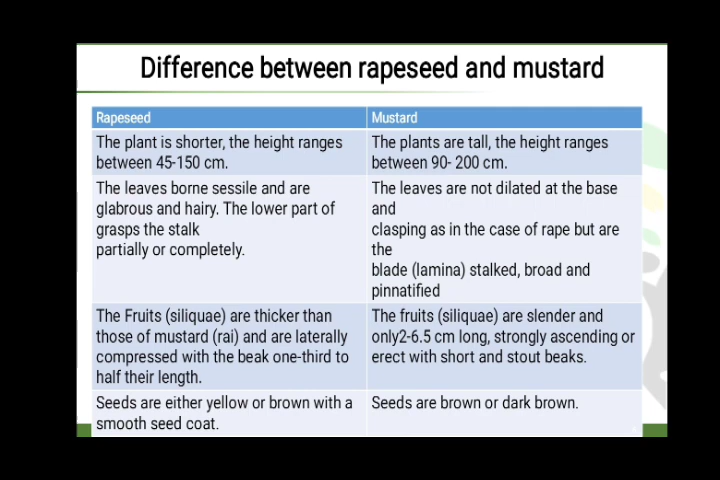 Difference between rapeseed and mustard
Rapeseed
Mustard
The plant is shorter, the height ranges
between 45-150 cm.
The plants are tall, the height ranges
between 90- 200 cm.
The leaves borne sessile and are
glabrous and hairy. The lower part of
grasps the stalk
partially or completely.
The leaves are not dilated at the base
and
clasping as in the case of rape but are
the
blade (lamina) stalked, broad and
pinnatified
The Fruits (siliquae) are thicker than
those of mustard (rai) and are laterally
compressed with the beak one-third to
half their length.
The fruits (siliquae) are slender and
only2-6.5 cm long, strongly ascending or
erect with short and stout beaks.
Seeds are either yellow or brown with a
smooth seed coat.
Seeds are brown or dark brown.